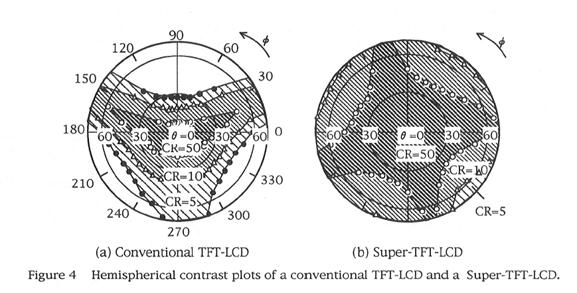 φ
90
120
60
150
30
180
60
30
θ=0
30
60
0
CR=50
CR=10
CR=5
210
330
240
300
270
(a) Conventional TFT-LCD
φ
60
30
θ=0
30
60
CR=50
CR=10
CR=5
(b) Super-TFT-LCD
Figure 4 Hemispherical contrast plots of a conventional TFT-LCD and a Super-TFT-LCD.